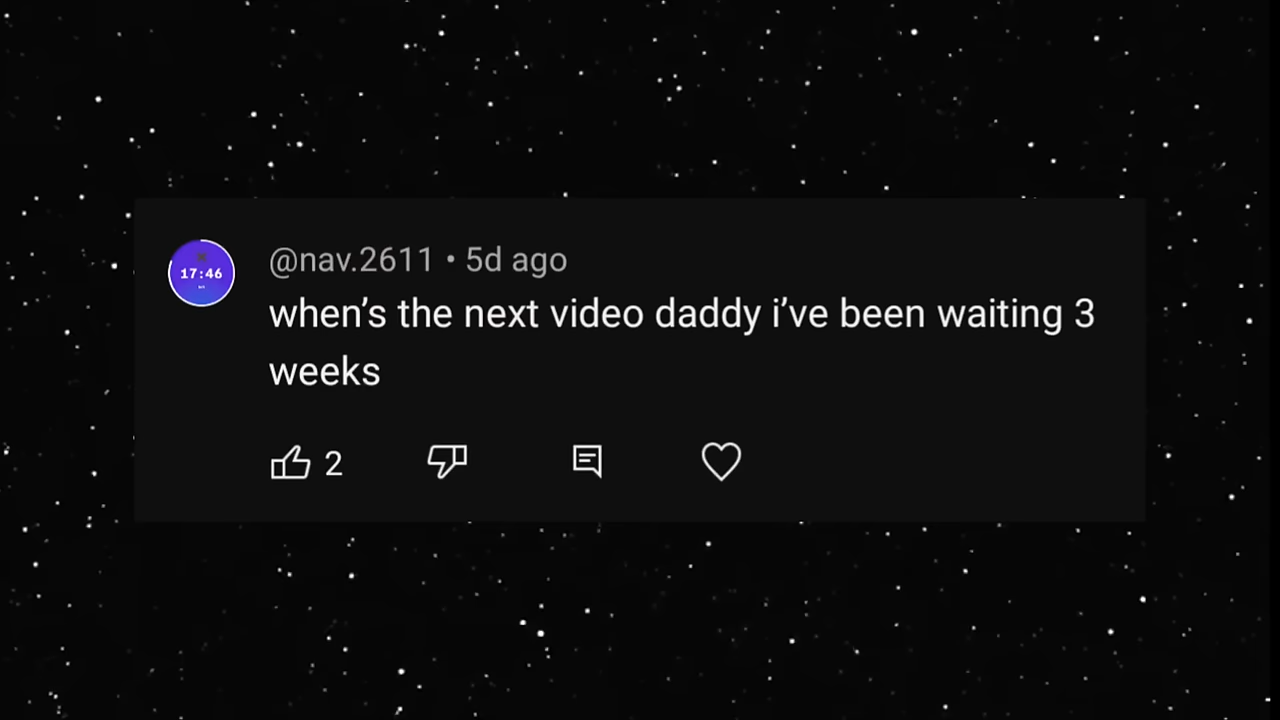 17:46
@nav.2611 • 5d ago
when’s the next video daddy i’ve been waiting 3
weeks
2